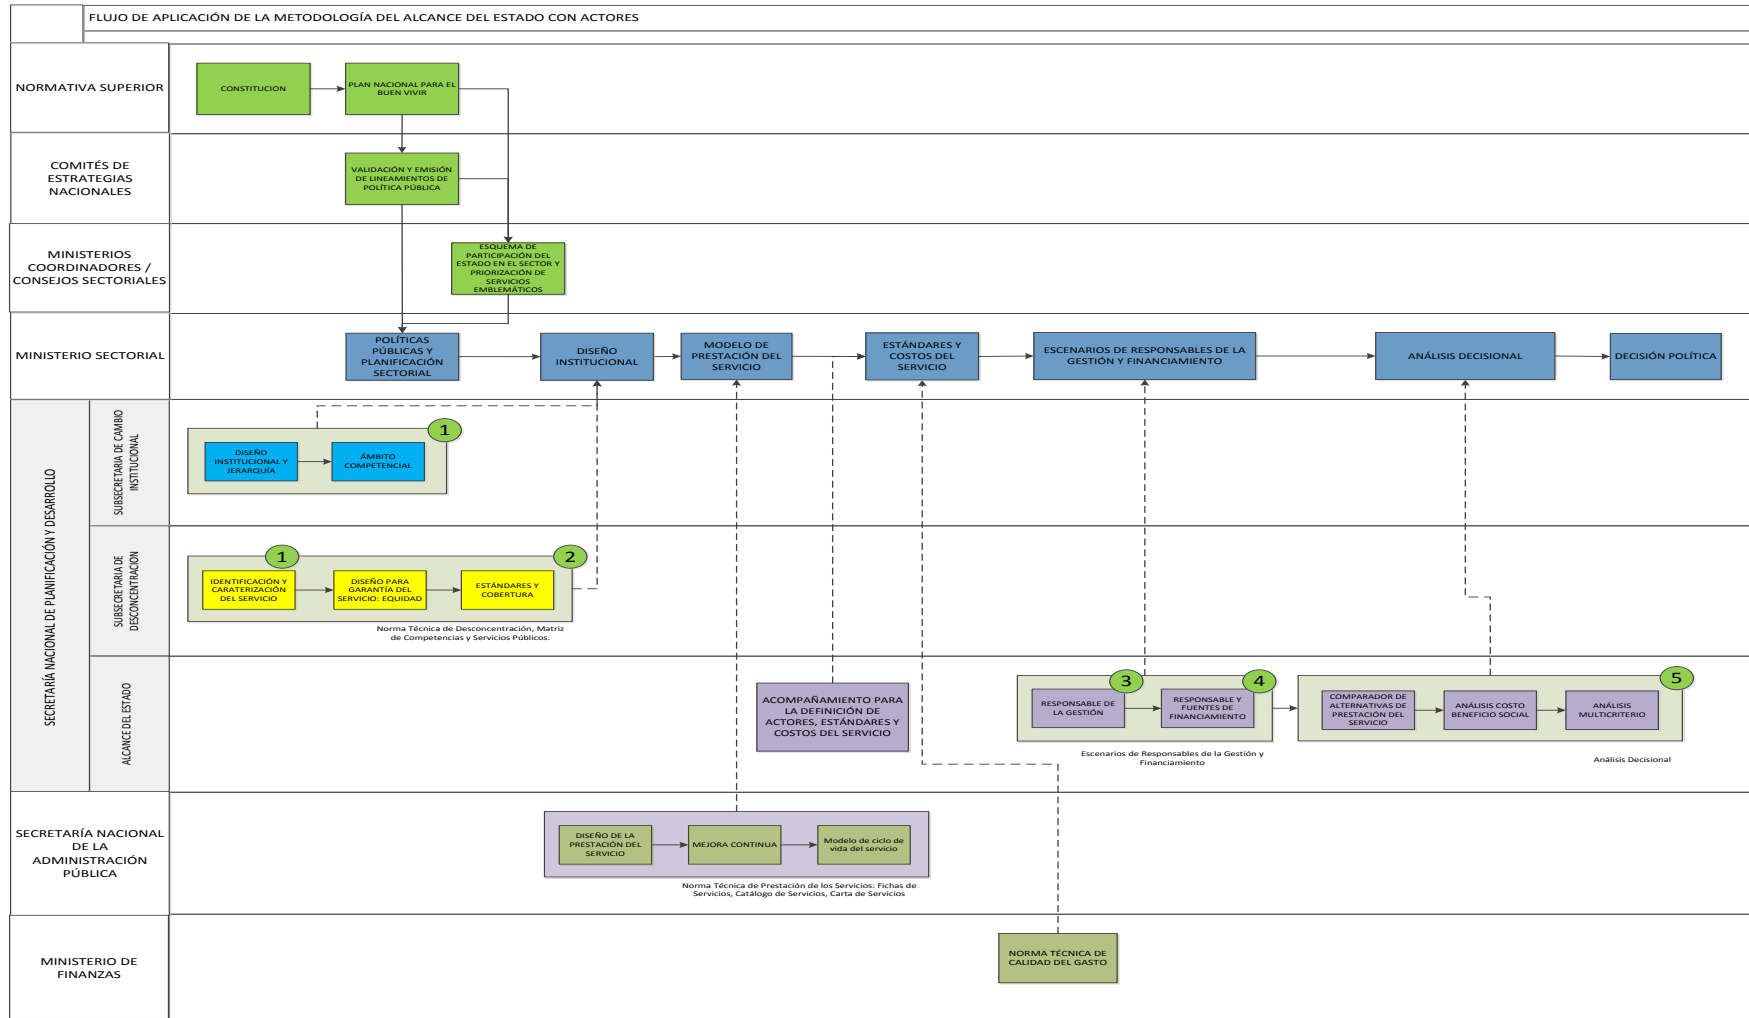 FLUJO DE APLICACIÓN DE LA METODOLOGÍA DEL ALCANCE DEL ESTADO CON ACTORES
NORMATIVA SUPERIOR
CONSTITUCION
PLAN NACIONAL PARA EL
BUEN VIVIR
COMITÉS DE
ESTRATEGIAS
NACIONALES
VALIDACIÓN Y EMISIÓN
DE LINEAMIENTOS DE
POLÍTICA PÚBLICA
MINISTERIOS
COORDINADORES /
CONSEJOS SECTORIALES
ESQUEMA DE
PARTICIPACIÓN DEL
ESTADO EN EL SECTOR Y
PRIORIZACIÓN DE
SERVICIOS
EMBLEMÁTICOS
MINISTERIO SECTORIAL
POLÍTICAS
PÚBLICAS Y
PLANIFICACIÓN
SECTORIAL
DISEÑO
INSTITUCIONAL
MODELO DE
PRESTACIÓN DEL
SERVICIO
ESTÁNDARES Y
COSTOS DEL
SERVICIO
ESCENARIOS DE RESPONSABLES DE LA
GESTIÓN Y FINANCIAMIENTO
ANÁLISIS DECISIONAL
DECISIÓN POLÍTICA
SECRETARÍA NACIONAL DE PLANIFICACIÓN Y DESARROLLO
SUBSECRETARIA DE CAMBIO
INSTITUCIONAL
1
DISEÑO
INSTITUCIONAL Y
JERARQUÍA
ÁMBITO
COMPETENCIAL
SUBSECRETARIA DE
DESCONCENTRACION
1
2
IDENTIFICACIÓN Y
CARATERIZACIÓN
DEL SERVICIO
DISEÑO PARA
GARANTÍA DEL
SERVICIO: EQUIDAD
ESTÁNDARES Y
COBERTURA
Norma Técnica de Desconcentración, Matriz
de Competencias y Servicios Públicos.
ALCANCE DEL ESTADO
ACOMPAÑAMIENTO PARA
LA DEFINICIÓN DE
ACTORES, ESTÁNDARES Y
COSTOS DEL SERVICIO
3
4
RESPONSABLE DE
LA GESTIÓN
RESPONSABLE Y
FUENTES DE
FINANCIAMIENTO
Escenarios de Responsables de la Gestión y
Financiamiento
5
COMPARADOR DE
ALTERNATIVAS DE
PRESTACIÓN DEL
SERVICIO
ANÁLISIS COSTO
BENEFICIO SOCIAL
ANÁLISIS
MULTICRITERIO
Análisis Decisional
SECRETARÍA NACIONAL
DE LA
ADMINISTRACIÓN
PÚBLICA
DISEÑO DE LA
PRESTACIÓN DEL
SERVICIO
MEJORA CONTINUA
Modelo de ciclo de
vida del servicio
Norma Técnica de Prestación de los Servicios: Fichas de
Servicios, Catálogo de Servicios, Carta de Servicios
MINISTERIO DE
FINANZAS
NORMA TÉCNICA DE
CALIDAD DEL GASTO